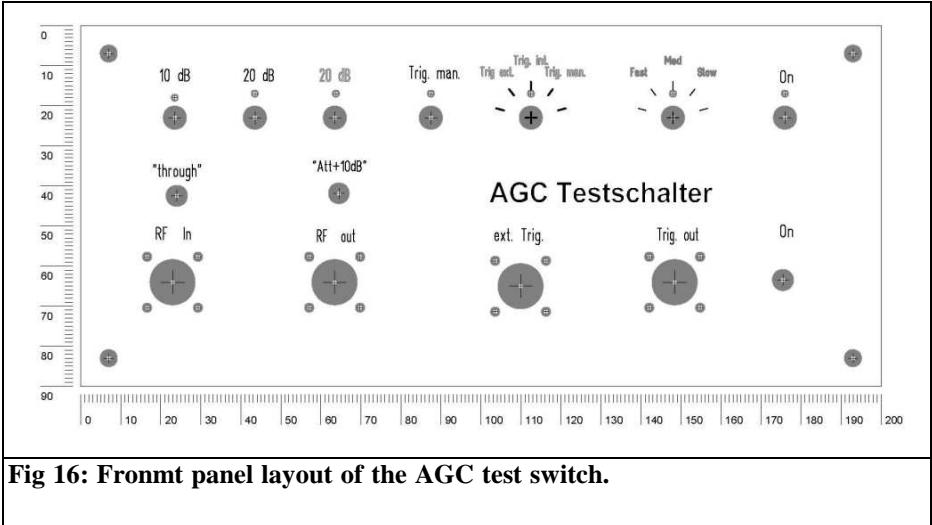 0
10
20
30
40
50
60
70
80
90
10 dB
20 dB
20 dB
Trig. man.
Trig ext.
Trig. int.
Trig. man.
Fast
Med
Slow
On
"through"
"Att+10dB"
AGC Testschalter
RF In
RF out
ext. Trig.
Trig. out
On
0 10 20 30 40 50 60 70 80 90 100 110 120 130 140 150 160 170 180 190 200
Fig 16: Fronmt panel layout of the AGC test switch.